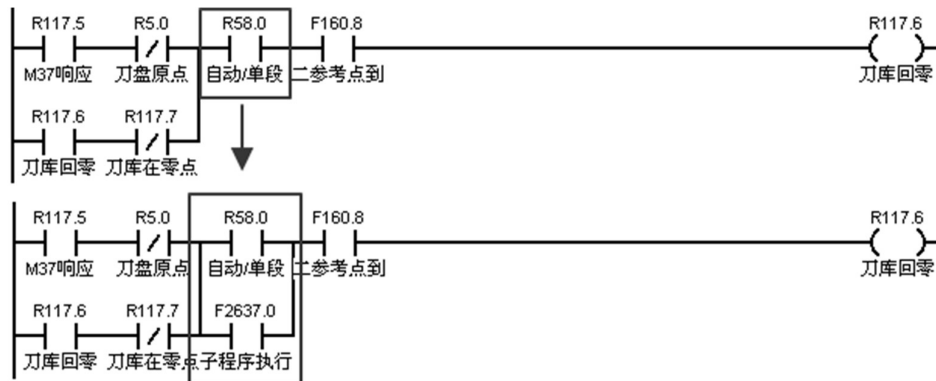 R117.5 R5.0 R58.0 F160.8 R117.6
M37响应 刀盘原点 自动/单段 二参考点到 刀库回零
R117.6 R117.7
刀库回零 刀库在零点
R117.5 R5.0 R58.0 F160.8 R117.6
M37响应 刀盘原点 自动/单段 二参考点到 刀库回零
R117.6 R117.7 F2637.0
刀库回零 刀库在零点 子程序执行